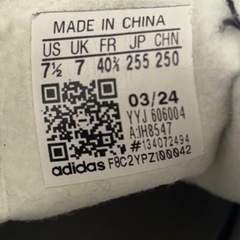 MADE IN CHINA
US UK FR JP CHN
7½ 7 40⅔ 255 250
03/24
YYJ 606004
A:IH8547
#134072494
adidas F8C2YPZI00042